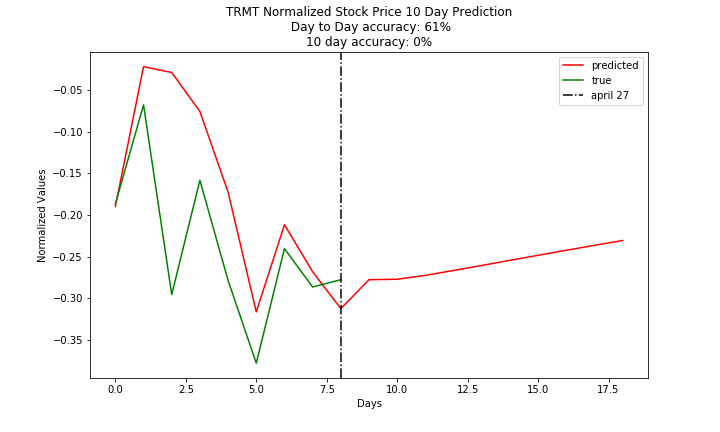 TRMT Normalized Stock Price 10 Day Prediction
Day to Day accuracy: 61%
10 day accuracy: 0%
predicted
true
april 27
−0.05
−0.10
−0.15
−0.20
−0.25
−0.30
−0.35
Normalized Values
0.0 2.5 5.0 7.5 10.0 12.5 15.0 17.5
Days